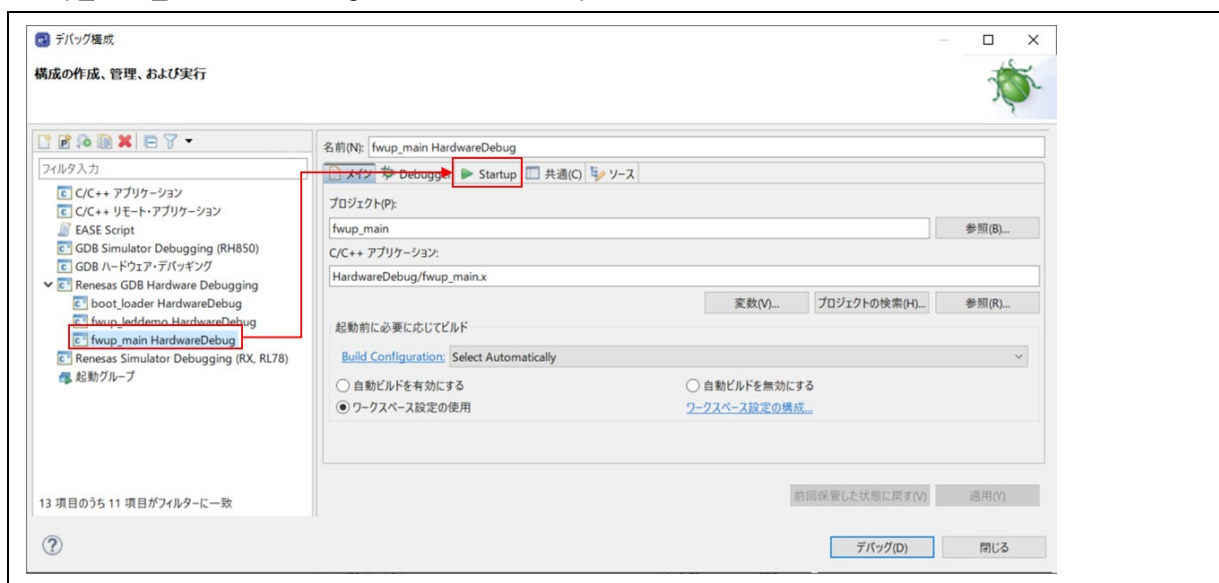 デバッグ構成
構成の作成、管理、および実行
フィルタ入力
C/C++ アプリケーション
C/C++ リモート・アプリケーション
EASE Script
GDB Simulator Debugging (RH850)
GDB ハードウェア・デバッギング
Renesas GDB Hardware Debugging
boot_loader HardwareDebug
fwup_leddemo HardwareDebug
fwup_main HardwareDebug
Renesas Simulator Debugging (RX, RL78)
起動グループ
13 項目のうち 11 項目がフィルターに一致
名前(N): fwup_main HardwareDebug
メイン Debugger Startup 共通(C) ソース
プロジェクト(P):
fwup_main 参照(B)...
C/C++ アプリケーション:
HardwareDebug/fwup_main.x
変数(V)... プロジェクトの検索(H)... 参照(R)...
起動前に必要に応じてビルド
Build Configuration: Select Automatically
自動ビルドを有効にする 自動ビルドを無効にする
ワークスペース設定の使用 ワークスペース設定の構成...
前回保管した状態に戻す(V) 適用(Y)
デバッグ(D) 閉じる